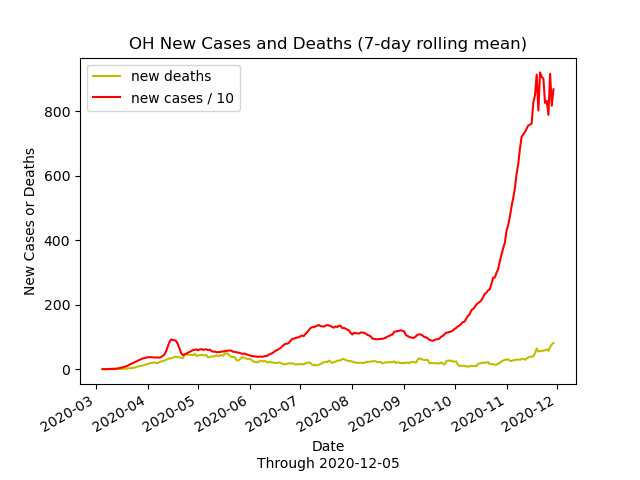 OH New Cases and Deaths (7-day rolling mean)
new deaths
new cases / 10
New Cases or Deaths
800
600
400
200
0
2020-03 2020-04 2020-05 2020-06 2020-07 2020-08 2020-09 2020-10 2020-11 2020-12
Date
Through 2020-12-05